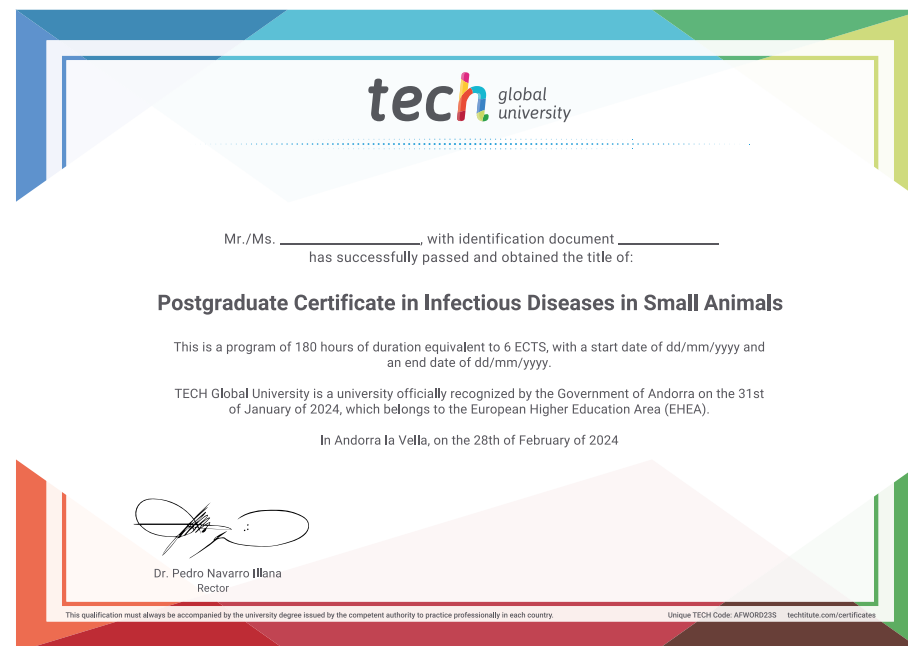 tech global university
Mr./Ms. ____________________, with identification document ______________
has successfully passed and obtained the title of:
Postgraduate Certificate in Infectious Diseases in Small Animals
This is a program of 180 hours of duration equivalent to 6 ECTS, with a start date of dd/mm/yyyy and
an end date of dd/mm/yyyy.
TECH Global University is a university officially recognized by the Government of Andorra on the 31st
of January of 2024, which belongs to the European Higher Education Area (EHEA).
In Andorra la Vella, on the 28th of February of 2024
Dr. Pedro Navarro Illana
Rector
This qualification must always be accompanied by the university degree issued by the competent authority to practice professionally in each country. Unique TECH Code: AFWORD23S techtitute.com/certificates